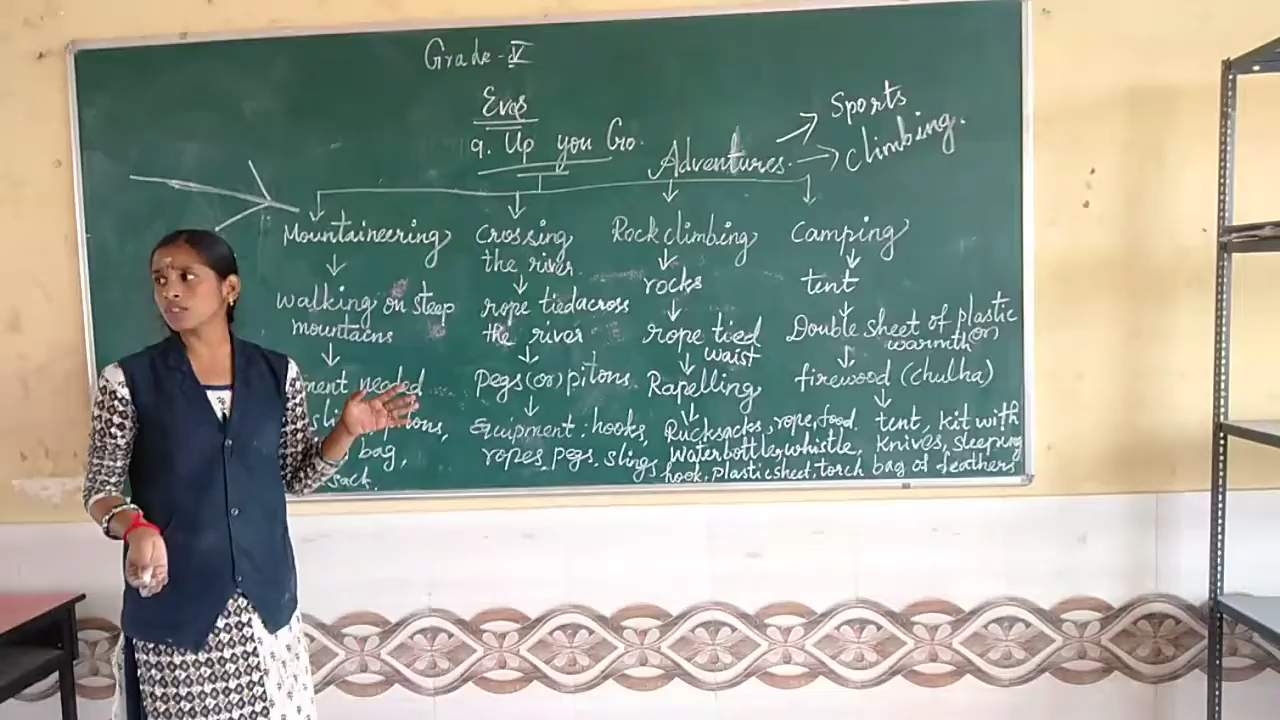 Grade - V
Evs
9. Up you Go.
Adventures
Sports
climbing.
Mountaineering
walking on steep
mountains
needed
bag,
sack.
Crossing
the river.
rope tied across
the river
pegs (or) pitons
Equipment: hooks,
ropes, pegs, slings
Rock climbing
rocks
rope tied
waist
Rapelling
Rucksacks, rope, food.
Waterbottle, whistle,
hook, plastic sheet, torch
Camping
tent
Double sheet of plastic
warmth
firewood (chulha)
tent, kit with
knives, sleeping
bag of feathers